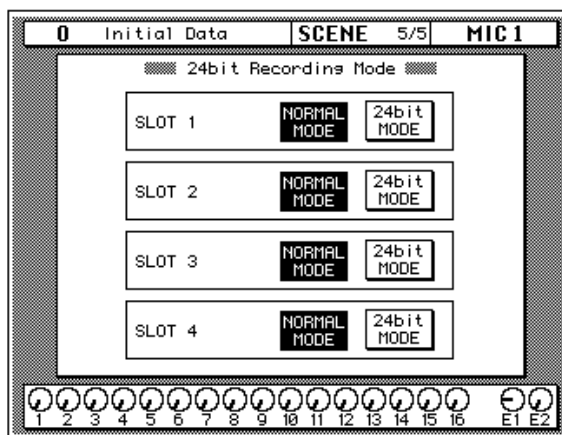 0 Initial Data SCENE 5/5 MIC 1
24bit Recording Mode
SLOT 1 NORMAL MODE 24bit MODE
SLOT 2 NORMAL MODE 24bit MODE
SLOT 3 NORMAL MODE 24bit MODE
SLOT 4 NORMAL MODE 24bit MODE
1 2 3 4 5 6 7 8 9 10 11 12 13 14 15 16 E1 E2